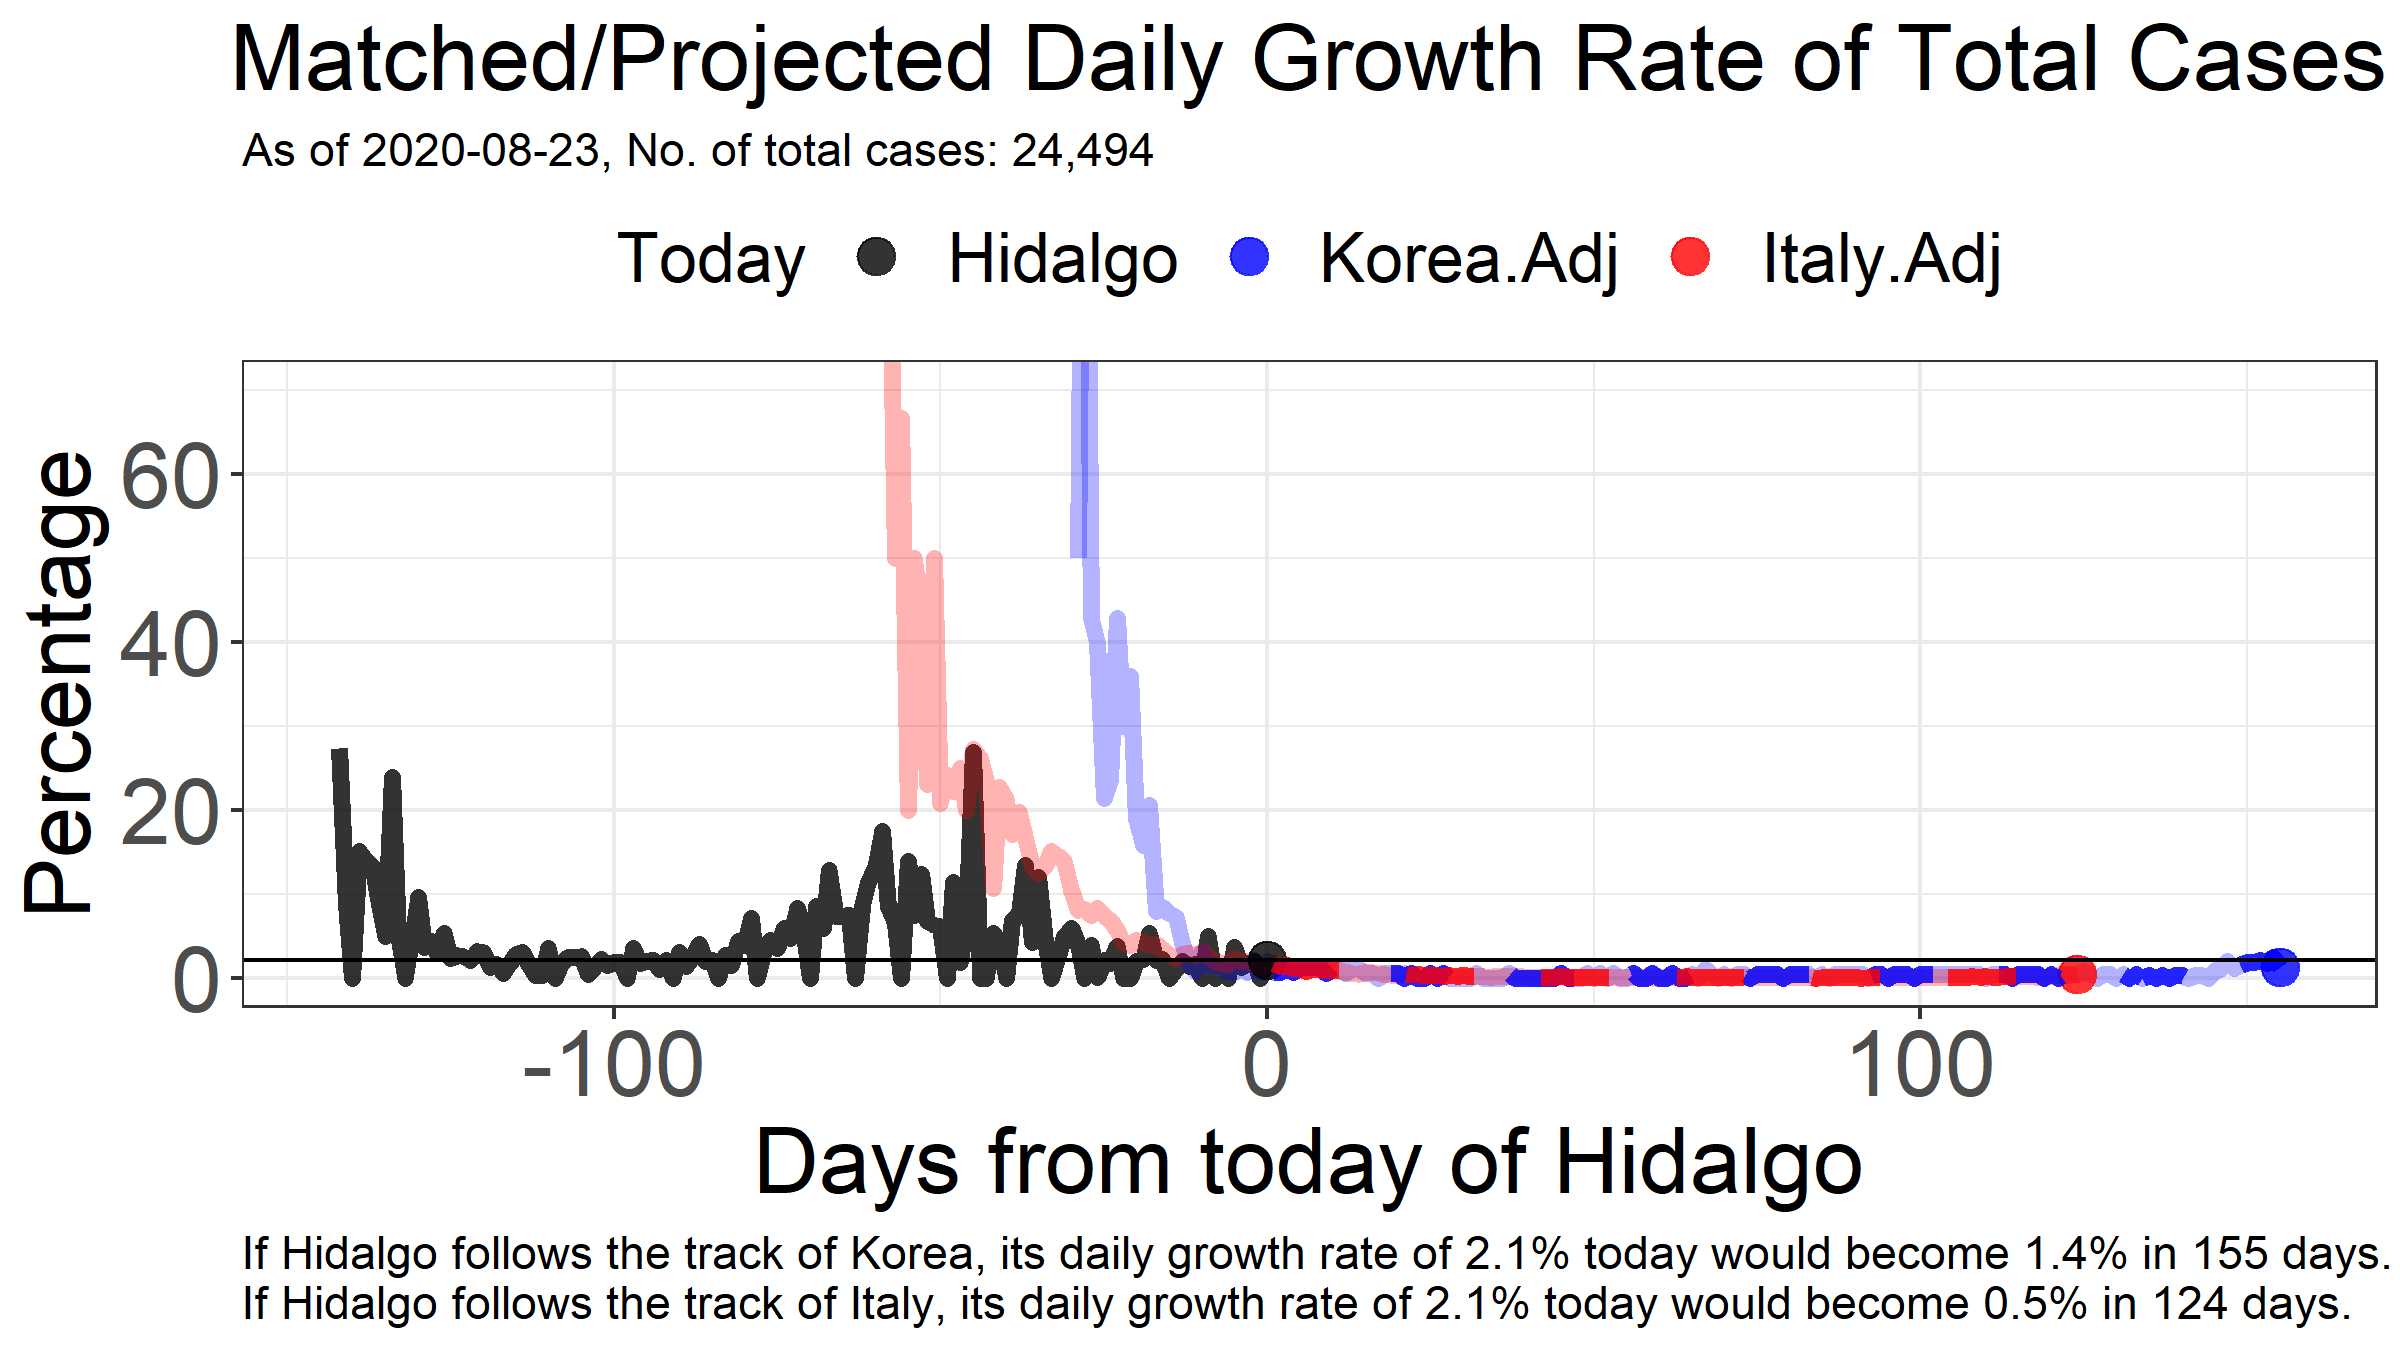 Matched/Projected Daily Growth Rate of Total Cases
As of 2020-08-23, No. of total cases: 24,494
Today Hidalgo Korea.Adj Italy.Adj
Percentage
60
40
20
0
-100 0 100
Days from today of Hidalgo
If Hidalgo follows the track of Korea, its daily growth rate of 2.1% today would become 1.4% in 155 days.
If Hidalgo follows the track of Italy, its daily growth rate of 2.1% today would become 0.5% in 124 days.